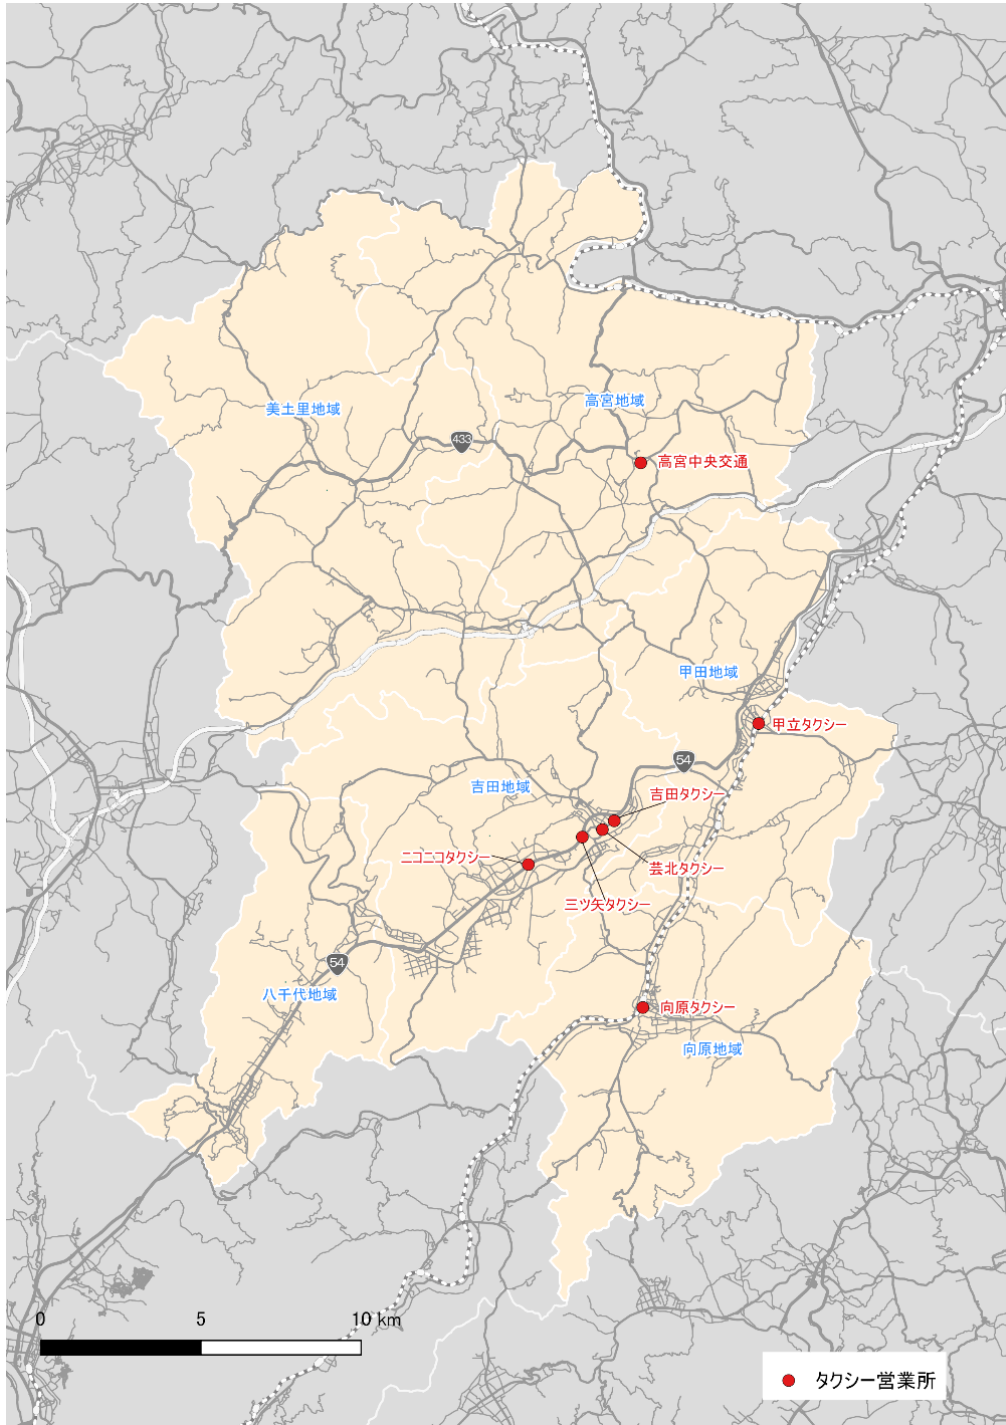 美土里地域
高宮地域
433
高宮中央交通
甲田地域
甲立タクシー
54
吉田地域
吉田タクシー
ニコニコタクシー
芸北タクシー
三ツ矢タクシー
54
八千代地域
向原タクシー
向原地域
0 5 10 km
タクシー営業所